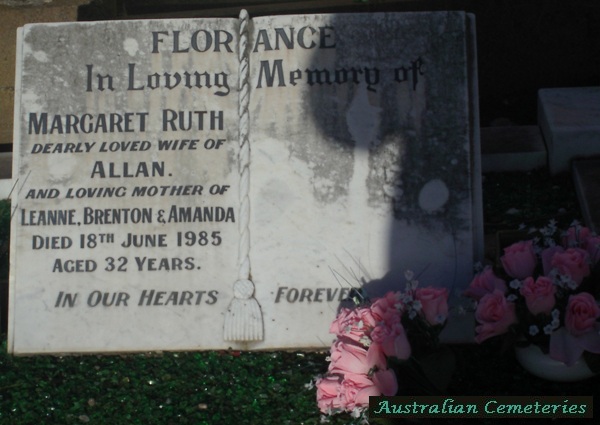 FLORANCE
In Loving Memory of
MARGARET RUTH
DEARLY LOVED WIFE OF
ALLAN.
AND LOVING MOTHER OF
LEANNE, BRENTON & AMANDA
DIED 18TH JUNE 1985
AGED 32 YEARS.
IN OUR HEARTS FOREVER
Australian Cemeteries